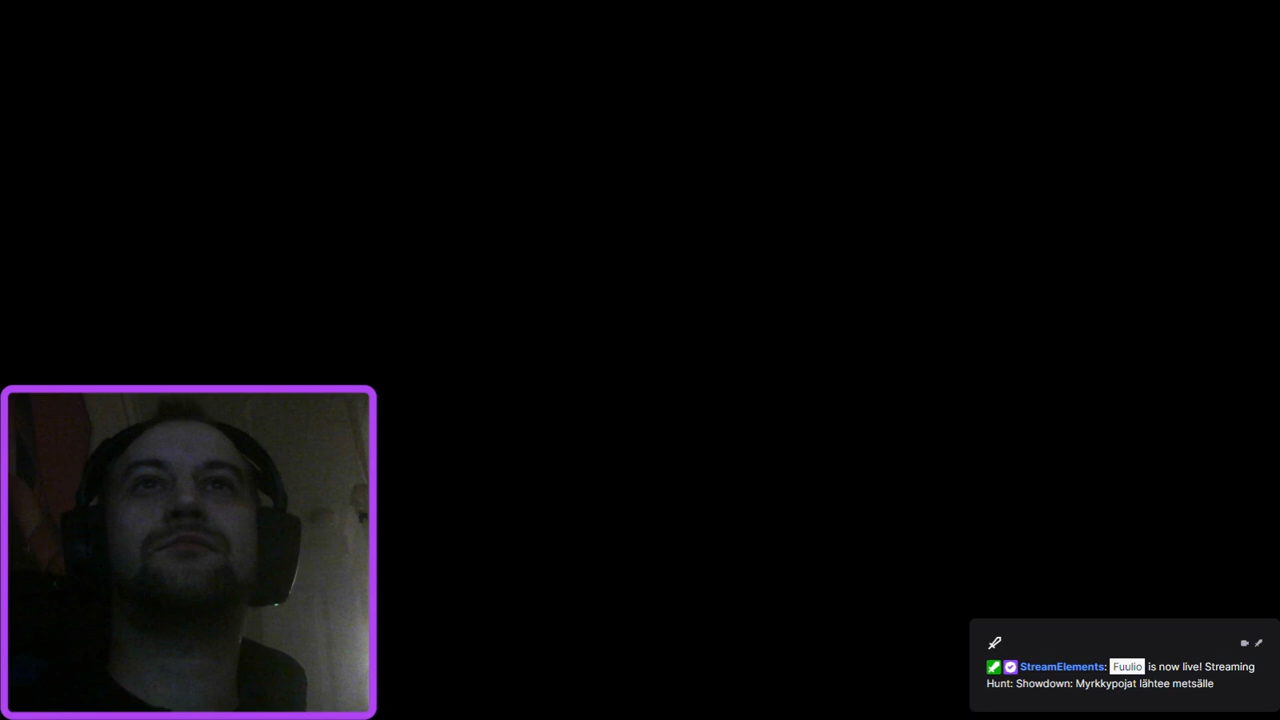 StreamElements: Fuulio is now live! Streaming
Hunt: Showdown: Myrkkypojat lähtee metsälle